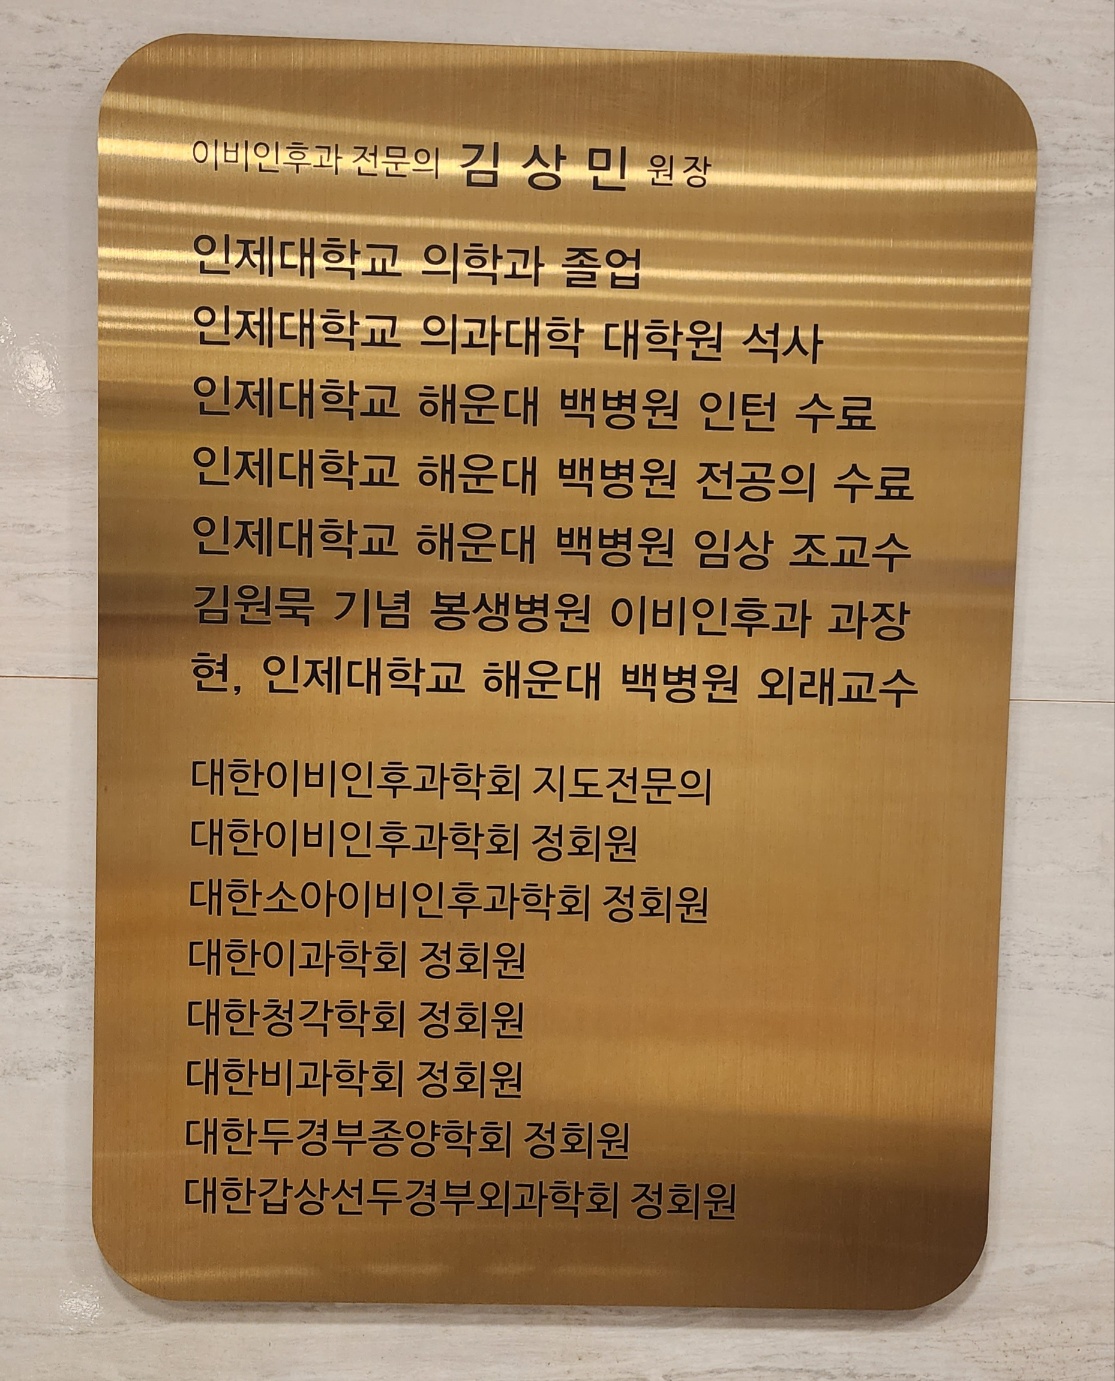 이비인후과 전문의 김상민 원장
인제대학교 의학과 졸업
인제대학교 의과대학 대학원 석사
인제대학교 해운대 백병원 인턴 수료
인제대학교 해운대 백병원 전공의 수료
인제대학교 해운대 백병원 임상 조교수
김원묵 기념 봉생병원 이비인후과 과장
현, 인제대학교 해운대 백병원 외래교수
대한이비인후과학회 지도전문의
대한이비인후과학회 정회원
대한소아이비인후과학회 정회원
대한이과학회 정회원
대한청각학회 정회원
대한비과학회 정회원
대한두경부종양학회 정회원
대한갑상선두경부외과학회 정회원